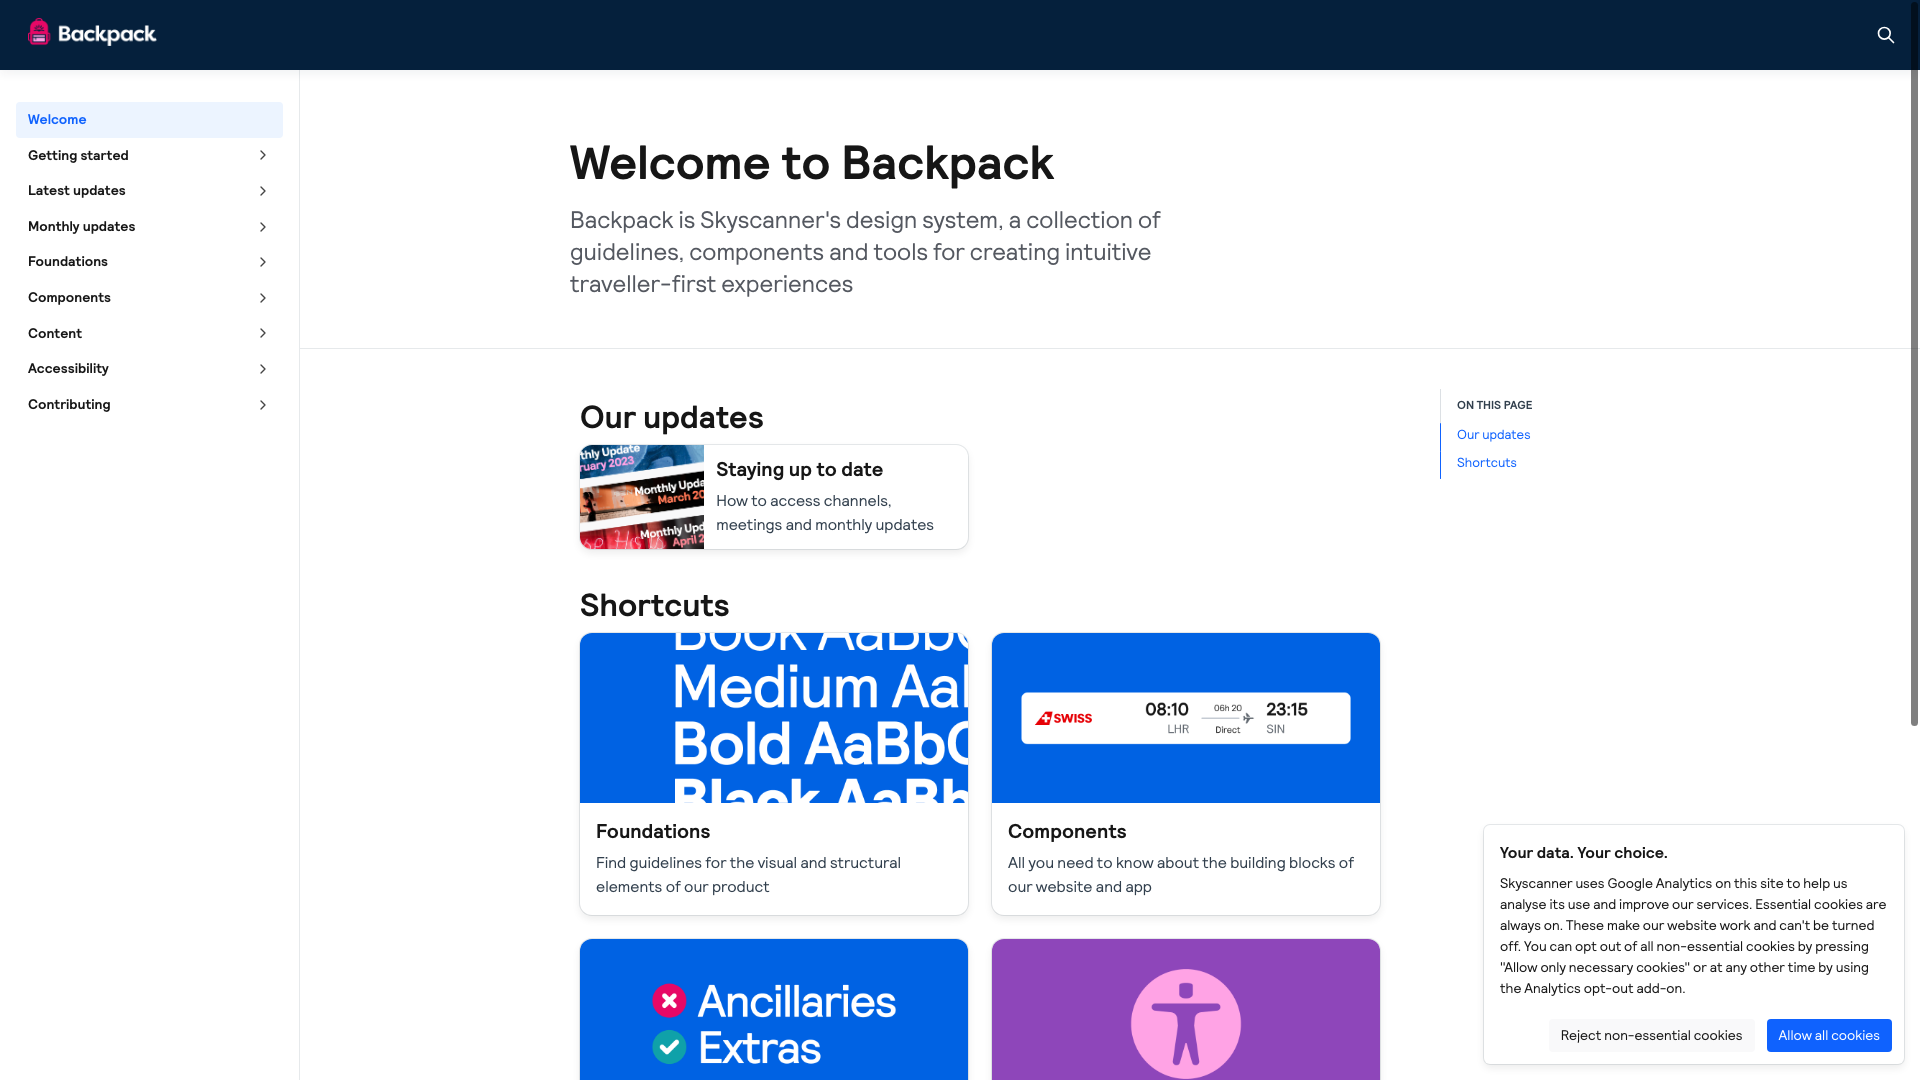 Backpack
Welcome
Getting started
Latest updates
Monthly updates
Foundations
Components
Content
Accessibility
Contributing
Welcome to Backpack
Backpack is Skyscanner's design system, a collection of
guidelines, components and tools for creating intuitive
traveller-first experiences
Our updates
Monthly Upda
March 20
Monthly Upd
April 2
Staying up to date
How to access channels,
meetings and monthly updates
ON THIS PAGE
Our updates
Shortcuts
Shortcuts
Book AaBb
Medium Aa
Bold AaBb
Black AaBb
Foundations
Find guidelines for the visual and structural
elements of our product
SWISS
08:10
LHR
06h 20
Direct
23:15
SIN
Components
All you need to know about the building blocks of
our website and app
Ancillaries
Extras
Your data. Your choice.
Skyscanner uses Google Analytics on this site to help us
analyse its use and improve our services. Essential cookies are
always on. These make our website work and can't be turned
off. You can opt out of all non-essential cookies by pressing
"Allow only necessary cookies" or at any other time by using
the Analytics opt-out add-on.
Reject non-essential cookies
Allow all cookies